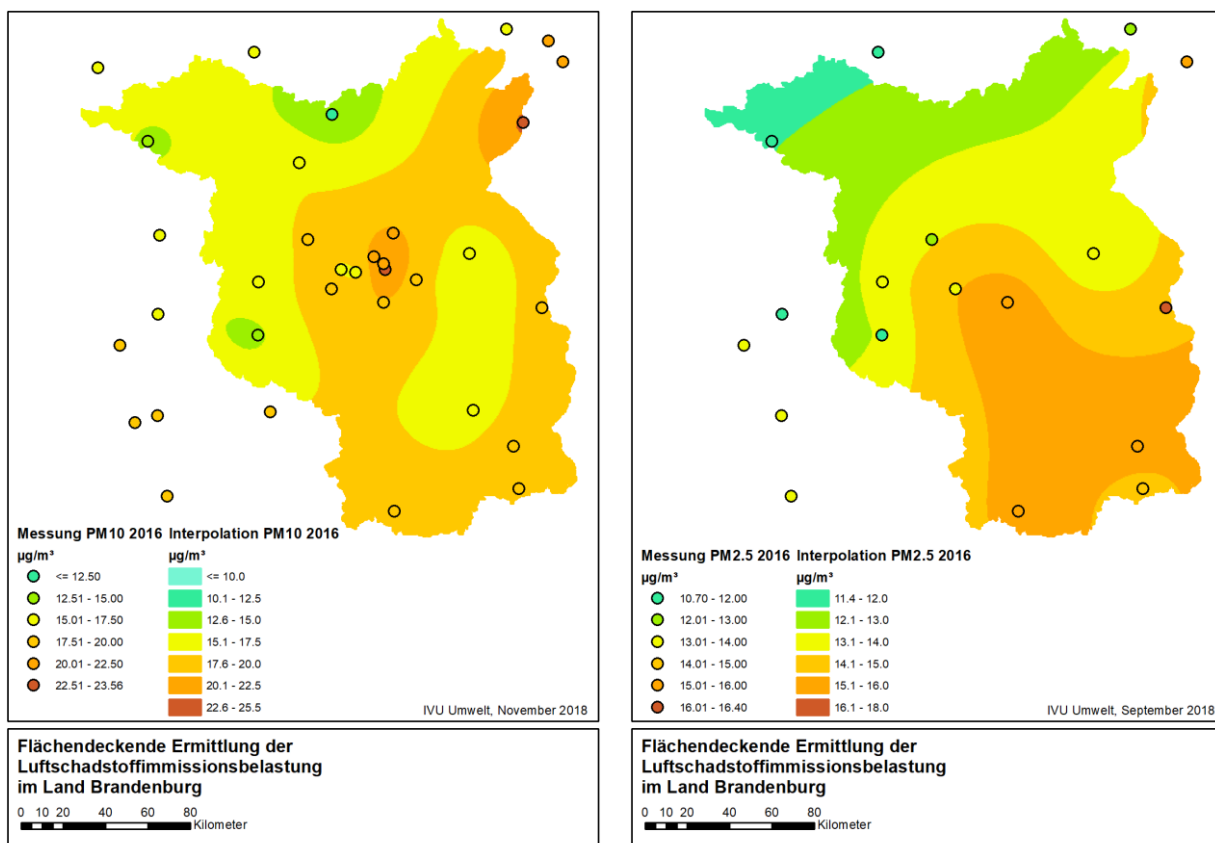 Messung PM10 2016 Interpolation PM10 2016
µg/m³ µg/m³
<= 12.50 <= 10.0
12.51 - 15.00 10.1 - 12.5
15.01 - 17.50 12.6 - 15.0
17.51 - 20.00 15.1 - 17.5
20.01 - 22.50 17.6 - 20.0
22.51 - 23.56 20.1 - 22.5
22.6 - 25.5
IVU Umwelt, November 2018
Flächendeckende Ermittlung der
Luftschadstoffimmissionsbelastung
im Land Brandenburg
0 10 20 40 60 80
Kilometer
Messung PM2.5 2016 Interpolation PM2.5 2016
µg/m³ µg/m³
10.70 - 12.00 11.4 - 12.0
12.01 - 13.00 12.1 - 13.0
13.01 - 14.00 13.1 - 14.0
14.01 - 15.00 14.1 - 15.0
15.01 - 16.00 15.1 - 16.0
16.01 - 16.40 16.1 - 18.0
IVU Umwelt, September 2018
Flächendeckende Ermittlung der
Luftschadstoffimmissionsbelastung
im Land Brandenburg
0 10 20 40 60 80
Kilometer